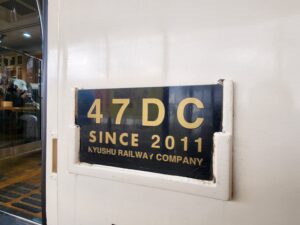 47DC
SINCE 2011
KYUSHU RAILWAY COMPANY